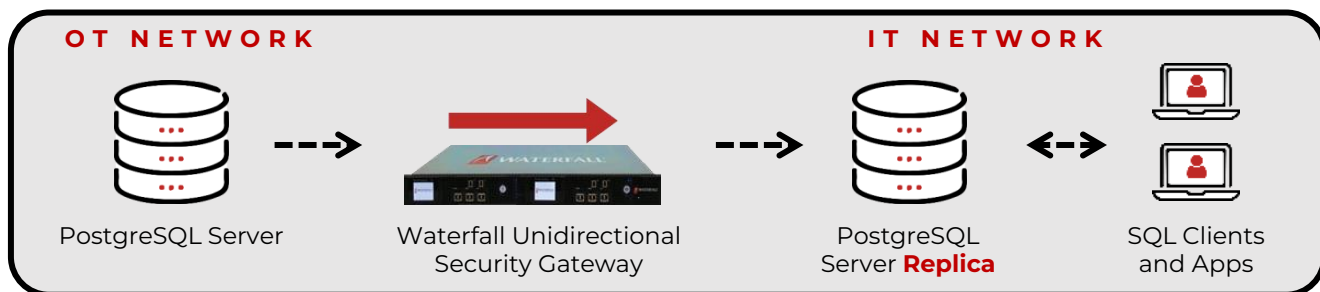 OT NETWORK
IT NETWORK
WATERFALL
PostgreSQL Server
Waterfall Unidirectional
Security Gateway
PostgreSQL
Server Replica
SQL Clients
and Apps